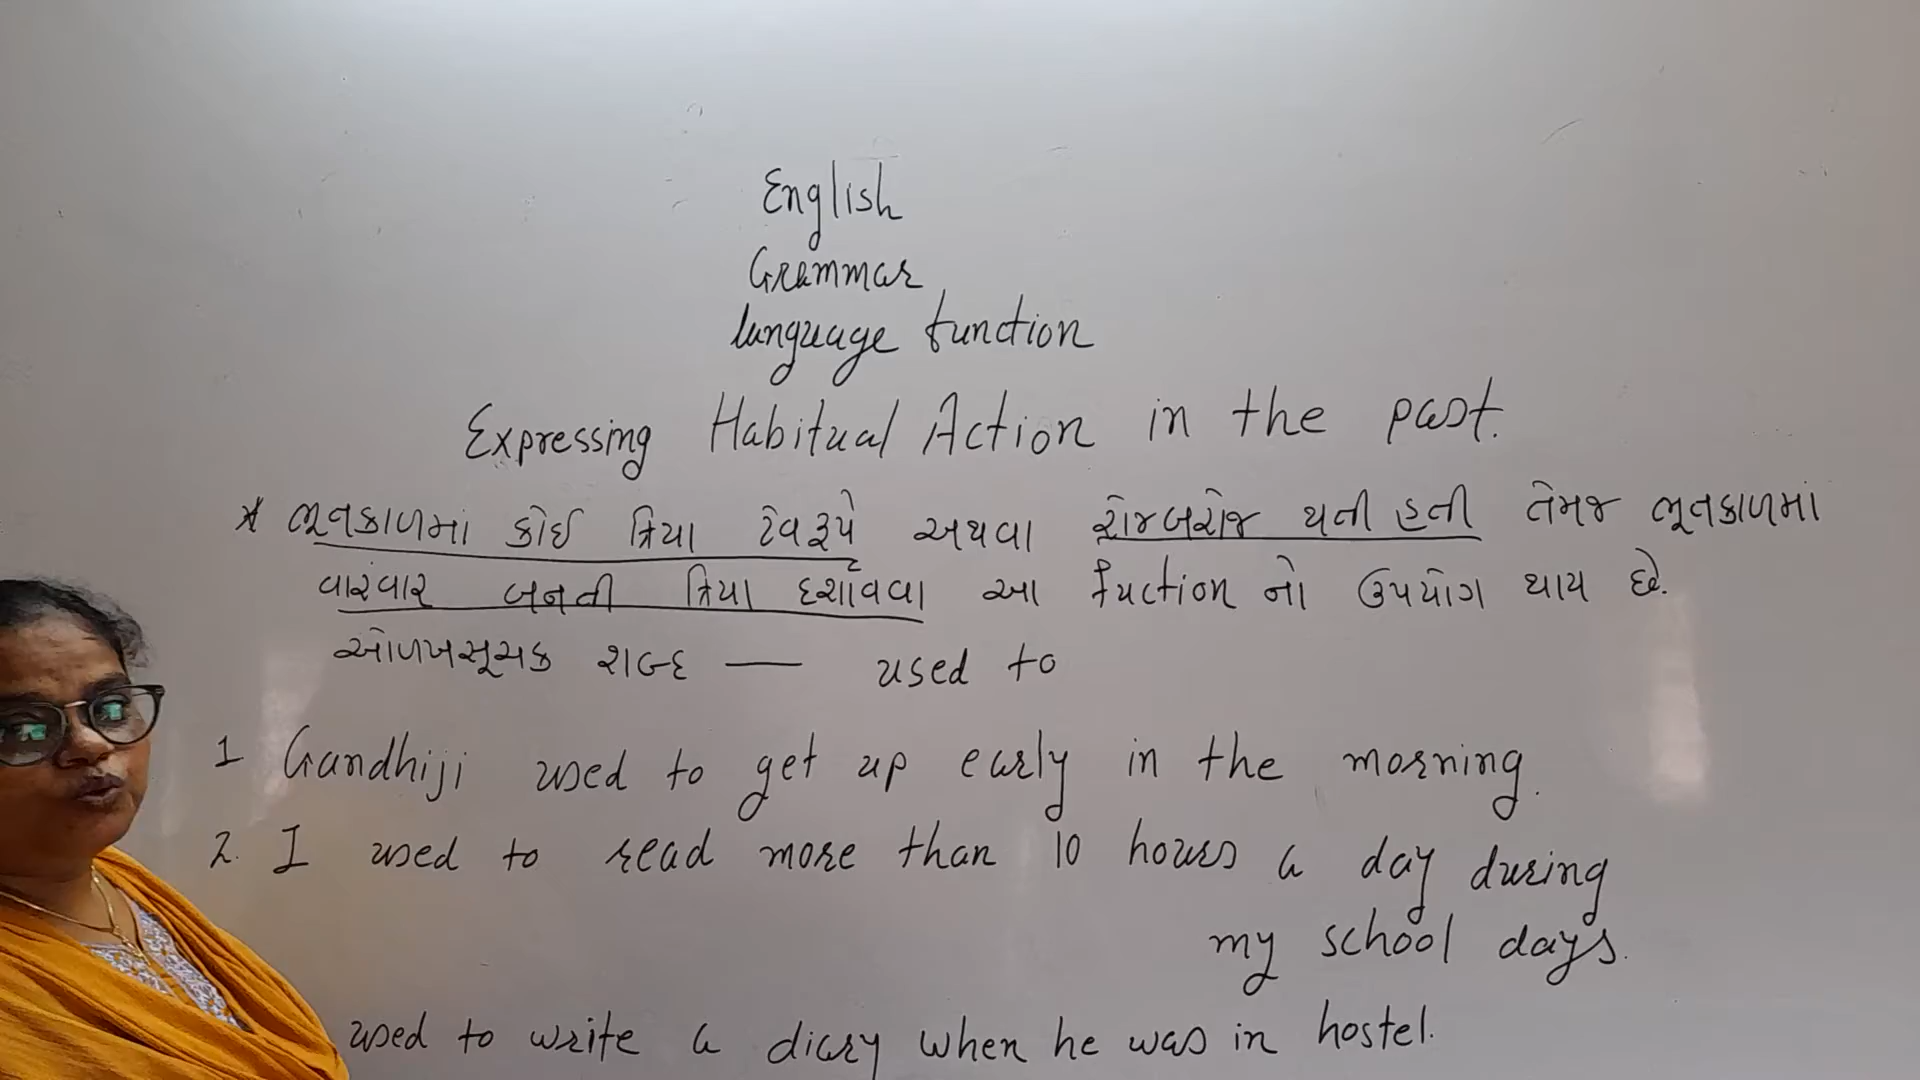 English
Grammar
language function
Expressing Habitual Action in the past.
* ભૂતકાળમાં કોઈ ક્રિયા ટેવરૂપે અથવા રોજબરોજ થતી હતી તેમજ ભૂતકાળમાં
વારંવાર બનતી ક્રિયા દર્શાવવા આ fuction નો ઉપયોગ થાય છે.
ઓળખસૂચક શબ્દ — used to
1 Gandhiji used to get up early in the morning.
2. I used to read more than 10 hours a day during
my school days.
used to write a diary when he was in hostel.